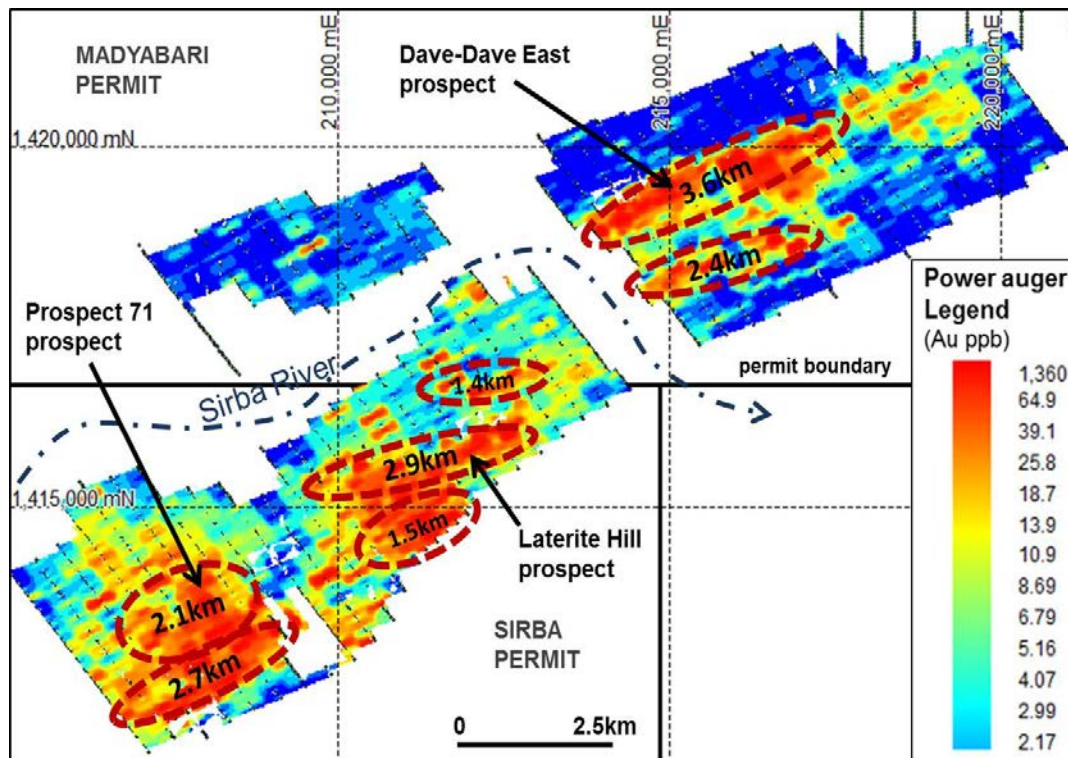 MADYABARI
PERMIT
210,000 mE
Dave-Dave East
prospect
215,000 mE
220,000 mE
1,420,000 mN
3.6km
2.4km
Prospect 71
prospect
Sirba River
permit boundary
1.4km
2.9km
1,415,000 mN
1.5km
Laterite Hill
prospect
2.1km
2.7km
SIRBA
PERMIT
0 2.5km
Power auger
Legend
(Au ppb)
1,360
64.9
39.1
25.8
18.7
13.9
10.9
8.69
6.79
5.16
4.07
2.99
2.17